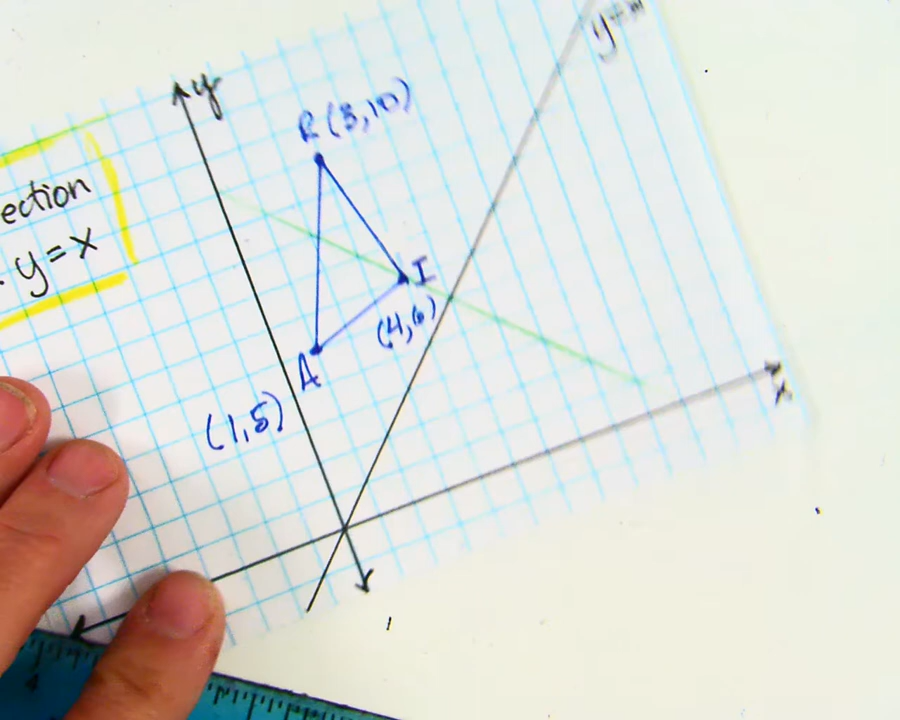 y
R (3,10)
ection
y=x
I
(4,6)
A
(1,5)
x